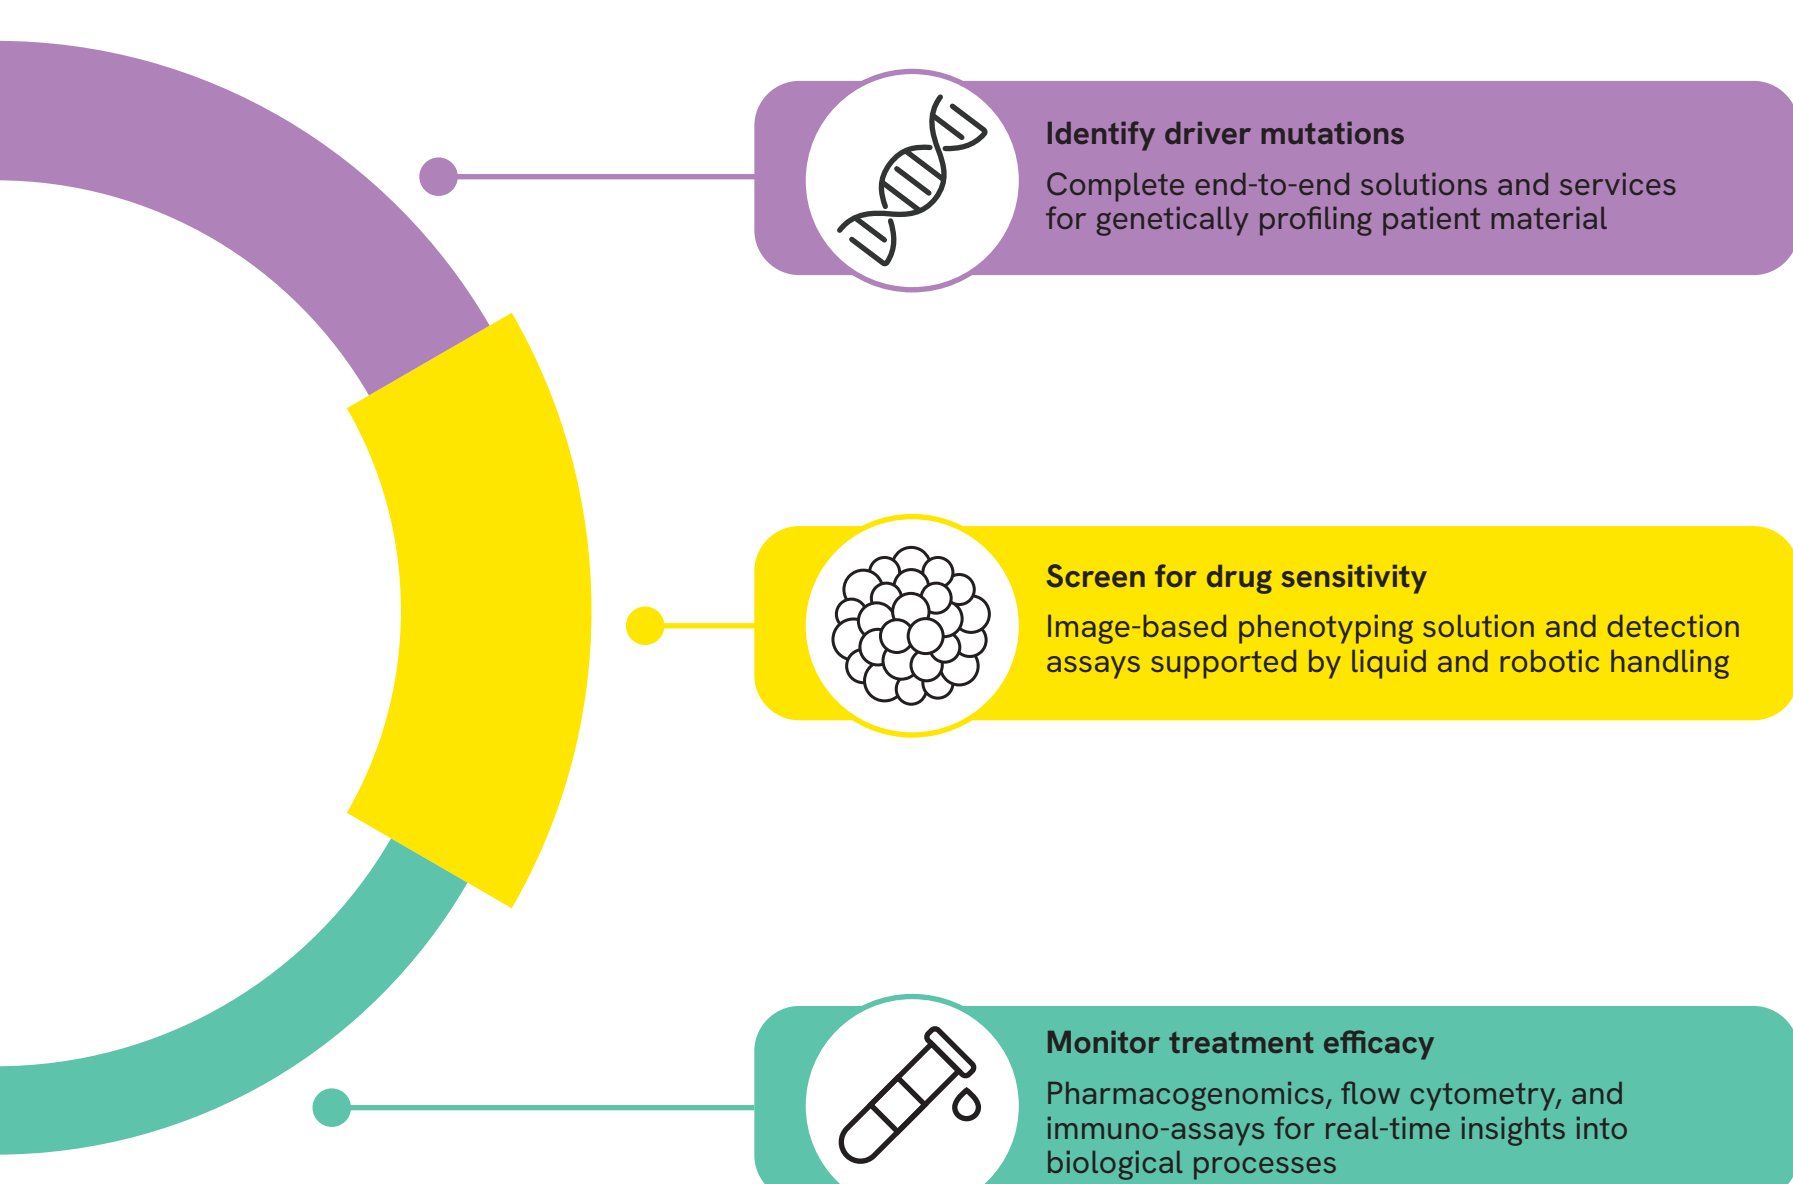 Identify driver mutations
Complete end-to-end solutions and services
for genetically profiling patient material
Screen for drug sensitivity
Image-based phenotyping solution and detection
assays supported by liquid and robotic handling
Monitor treatment efficacy
Pharmacogenomics, flow cytometry, and
immuno-assays for real-time insights into
biological processes